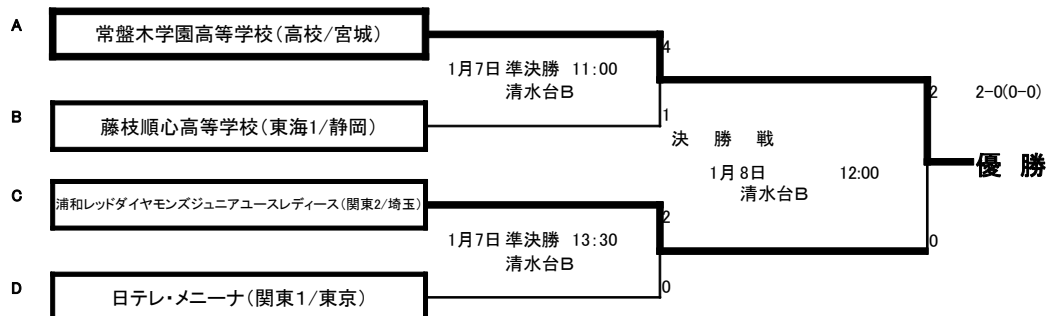 A
常盤木学園高等学校(高校/宮城)
4
1月7日 準決勝 11:00
清水台B
2
2-0(0-0)
B
藤枝順心高等学校(東海1/静岡)
1
決 勝 戦
1月8日 12:00
清水台B
優 勝
C
浦和レッドダイヤモンズジュニアユースレディース(関東2/埼玉)
2
1月7日 準決勝 13:30
清水台B
0
D
日テレ・メニーナ(関東1/東京)
0